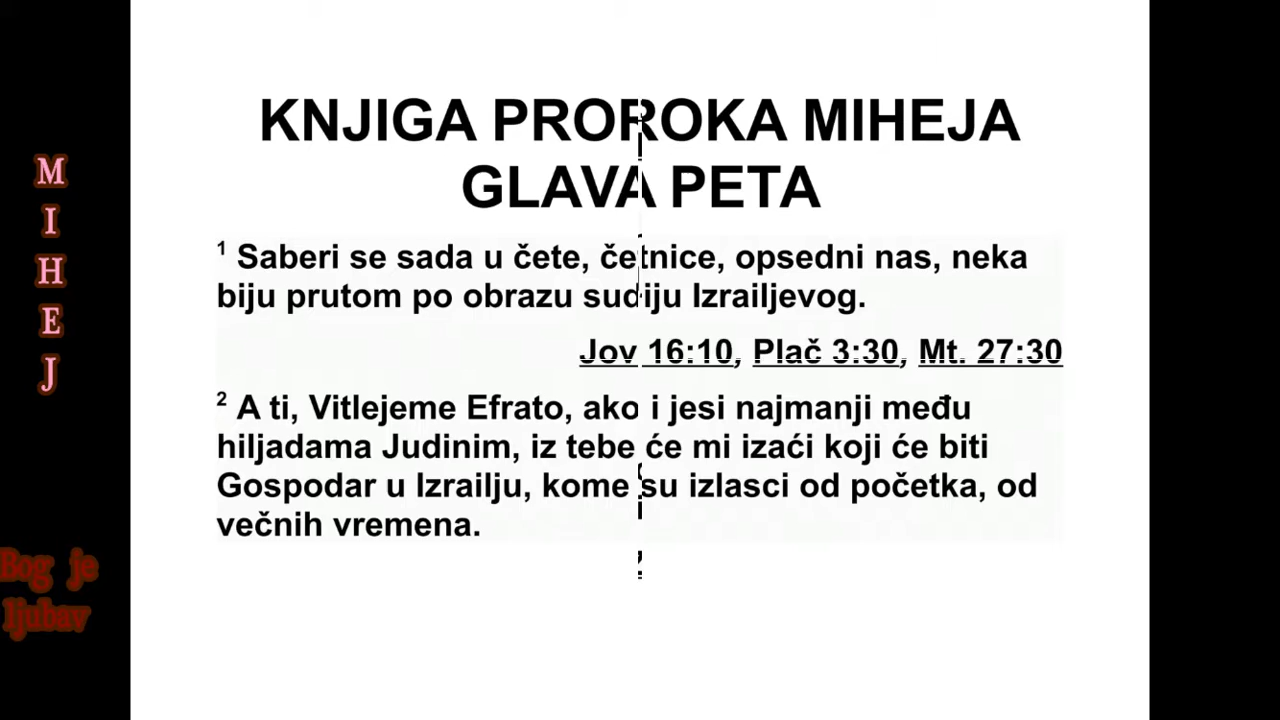 KNJIGA PROROKA MIHEJA
GLAVA PETA
1 Saberi se sada u čete, četnice, opsedni nas, neka
biju prutom po obrazu sudiju Izrailjevog.
Jov 16:10, Plač 3:30, Mt. 27:30
2 A ti, Vitlejeme Efrato, ako i jesi najmanji među
hiljadama Judinim, iz tebe će mi izaći koji će biti
Gospodar u Izrailju, kome su izlasci od početka, od
večnih vremena.
M
I
H
E
J
Bog je
ljubav